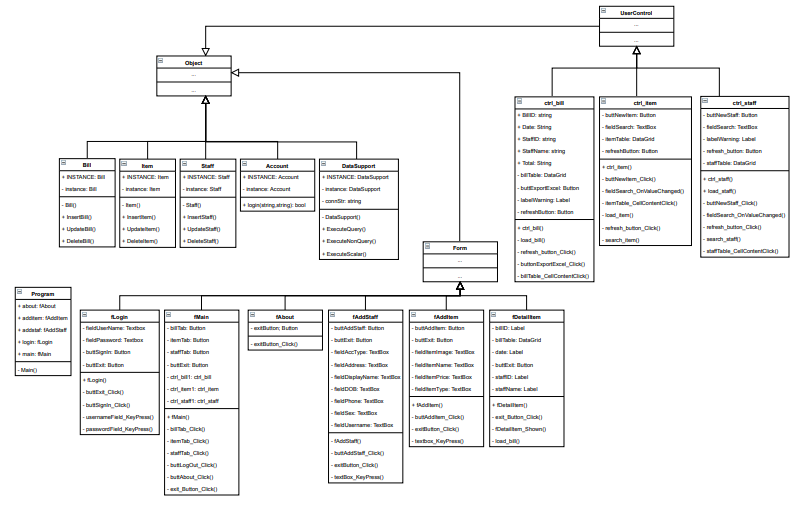 UserControl
...
...
Object
...
...
ctrl_bill
+ BillID: string
+ Date: String
+ StaffID: string
+ StaffName: string
+ Total: String
- billTable: DataGrid
- buttExportExcel: Button
- labelWarning: Label
- refreshButton: Button
+ ctrl_bill()
- load_bill()
- refresh_button_Click()
- buttonExportExcel_Click()
- billTable_CellContentClick()
ctrl_item
- buttNewItem: Button
- fieldSearch: TextBox
- itemTable: DataGrid
- refreshButton: Button
+ ctrl_item()
- buttNewItem_Click()
- fieldSearch_OnValueChanged()
- itemTable_CellContentClick()
- load_item()
- refresh_button_Click()
- search_item()
ctrl_staff
- buttNewStaff: Button
- fieldSearch: TextBox
- labelWarning: Label
- refresh_button: Button
- staffTable: DataGrid
+ ctrl_staff()
+ load_staff()
- buttNewStaff_Click()
- fieldSearch_OnValueChanged()
- refresh_button_Click()
- search_staff()
- staffTable_CellContentClick()
Bill
+ INSTANCE: Bill
- instance: Bill
- Bill()
+ InsertBill()
+ UpdateBill()
+ DeleteBill()
Item
+ INSTANCE: Item
- instance: Item
- Item()
+ InsertItem()
+ UpdateItem()
+ DeleteItem()
Staff
+ INSTANCE: Staff
- instance: Staff
- Staff()
+ InsertStaff()
+ UpdateStaff()
+ DeleteStaff()
Account
+ INSTANCE: Account
- instance: Account
+ login(string,string): bool
DataSupport
+ INSTANCE: DataSupport
- instance: DataSupport
- connStr: string
- DataSupport()
+ ExecuteQuery()
+ ExecuteNonQuery()
+ ExecuteScalar()
Form
...
...
Program
+ about: fAbout
+ additem: fAddItem
+ addstaf: fAddStaff
+ login: fLogin
+ main: fMain
- Main()
fLogin
- fieldUserName: Textbox
- fieldPassword: Textbox
- buttSignIn: Button
- buttExit: Button
+ fLogin()
- buttExit_Click()
- buttSignIn_Click()
- usernameField_KeyPress()
- passwordField_KeyPress()
fMain
- billTab: Button
- itemTab: Button
- staffTab: Button
- buttExit: Button
- ctrl_bill1: ctrl_bill
- ctrl_item1: ctrl_item
- ctrl_staff1: ctrl_staff
+ fMain()
- billTab_Click()
- itemTab_Click()
- staffTab_Click()
- buttLogOut_Click()
- buttAbout_Click()
- exit_Button_Click()
fAbout
- exitButton; Button
- exitButton_Click()
fAddStaff
- buttAddStaff: Button
- buttExit: Button
- fieldAccType: TextBox
- fieldAddress: TextBox
- fieldDisplayName: TextBox
- fieldDOB: TextBox
- fieldPhone: TextBox
- fieldSex: TextBox
- fieldUsername: TextBox
- fAddStaff()
- buttAddStaff_Click()
- exitButton_Click()
- textBox_KeyPress()
fAddItem
- buttAddItem: Button
- buttExit: Button
- fieldItemImage: TextBox
- fieldItemName: TextBox
- fieldItemPrice: TextBox
- fieldItemType: TextBox
+ fAddItem()
- buttAddItem_Click()
- exitButton_Click()
- textbox_KeyPress()
fDetailItem
- billID: Label
- billTable: DataGrid
- date: Label
- buttExit: Button
- staffID: Label
- staffName: Label
+ fDetailItem()
- exit_Button_Click()
- fDetailItem_Shown()
- load_bill()